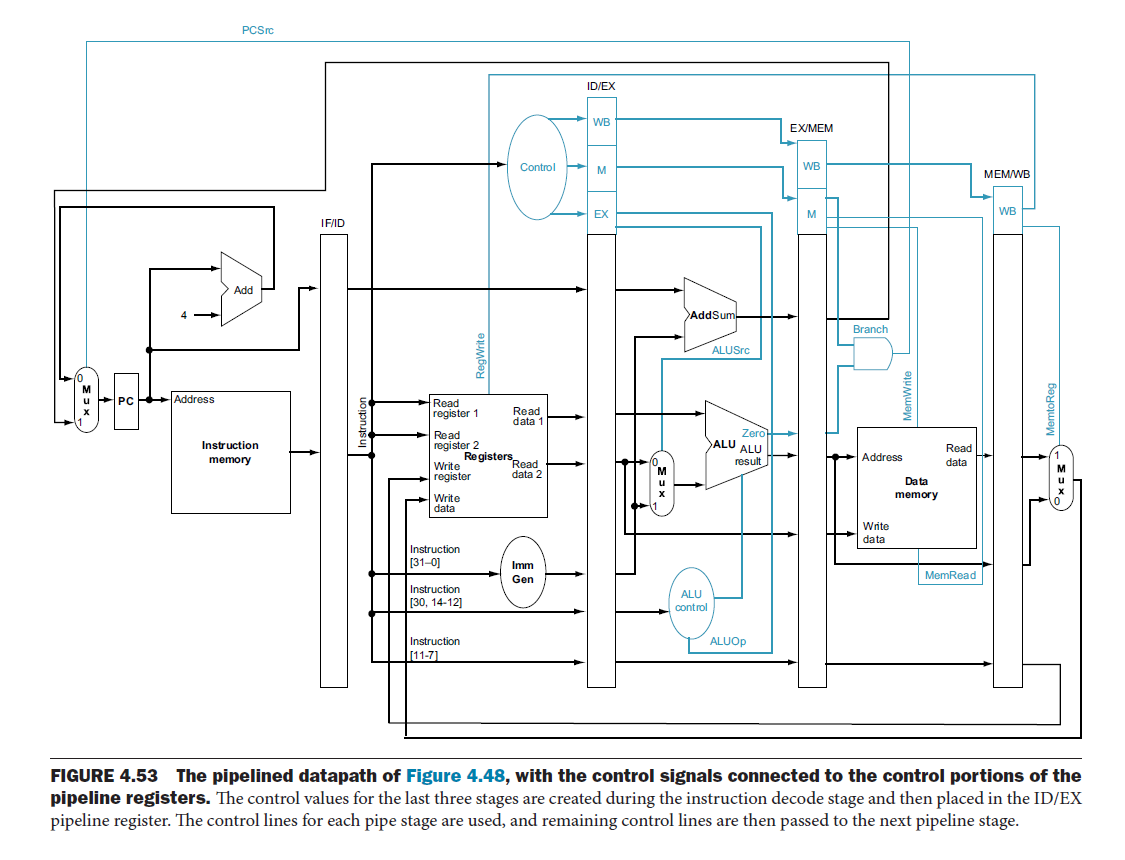 PCSrc
ID/EX
WB
EX/MEM
Control
M
WB
MEM/WB
EX
M
WB
IF/ID
Add
4
AddSum
Branch
ALUSrc
RegWrite
MemWrite
MemtoReg
0
M
u
x
1
PC
Address
Instruction
memory
Instruction
Read
register 1
Read
data 1
Read
register 2
Registers
Write
register
Read
data 2
Write
data
0
M
u
x
1
Zero
ALU
ALU
result
Address
Read
data
Data
memory
Write
data
1
M
u
x
0
Instruction
[31–0]
Imm
Gen
Instruction
[30, 14-12]
ALU
control
MemRead
Instruction
[11-7]
ALUOp
FIGURE 4.53 The pipelined datapath of Figure 4.48, with the control signals connected to the control portions of the
pipeline registers. The control values for the last three stages are created during the instruction decode stage and then placed in the ID/EX
pipeline register. The control lines for each pipe stage are used, and remaining control lines are then passed to the next pipeline stage.